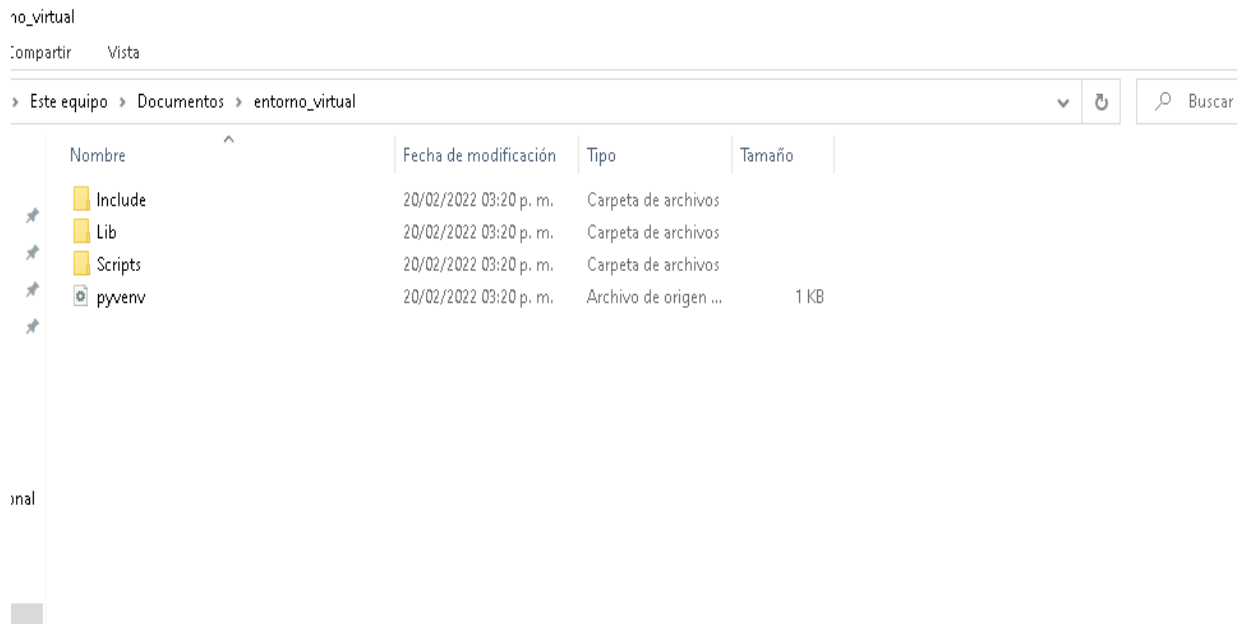 no_virtual
Compartir Vista
Este equipo > Documentos > entorno_virtual Buscar
Nombre Fecha de modificación Tipo Tamaño
Include 20/02/2022 03:20 p. m. Carpeta de archivos
Lib 20/02/2022 03:20 p. m. Carpeta de archivos
Scripts 20/02/2022 03:20 p. m. Carpeta de archivos
pyvenv 20/02/2022 03:20 p. m. Archivo de origen ... 1 KB
onal